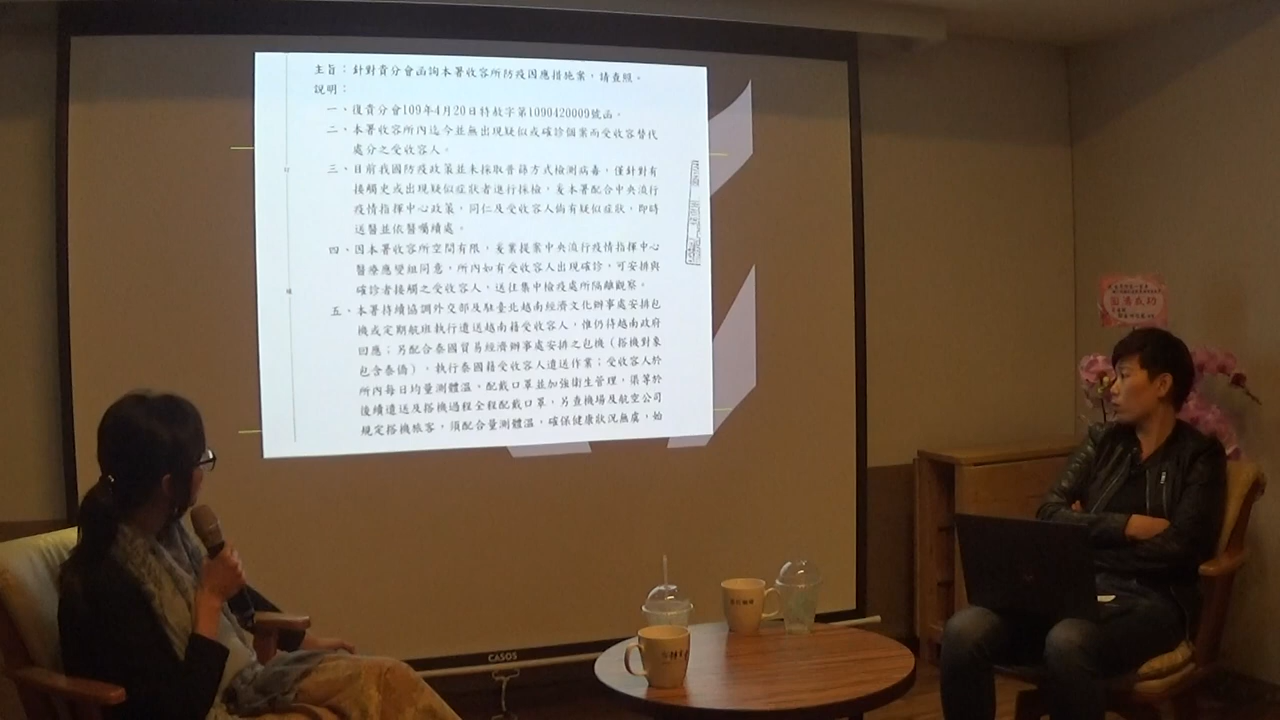 主旨：針對貴分會函詢本署收容所防疫因應措施案，請查照。
說明：
一、復貴分會109年4月20日特赦字第1090420009號函。
二、本署收容所內迄今並無出現疑似或確診個案而受收容替代
處分之受收容人。
三、目前我國防疫政策並未採取普篩方式檢測病毒，僅針對有
接觸史或出現疑似症狀者進行採檢，爰本署配合中央流行
疫情指揮中心政策，同仁及受收容人倘有疑似症狀，即時
送醫並依醫囑續處。
四、因本署收容所空間有限，爰業提案中央流行疫情指揮中心
醫療應變組同意，所內如有受收容人出現確診，可安排與
確診者接觸之受收容人，送往集中檢疫處所隔離觀察。
五、本署持續協調外交部及駐臺北越南經濟文化辦事處安排包
機或定期航班執行遣送越南籍受收容人，惟仍待越南政府
回應；另配合泰國貿易經濟辦事處安排之包機（搭機對象
包含泰僑），執行泰國籍受收容人遣送作業；受收容人於
所內每日均量測體溫、配戴口罩並加強衛生管理，渠等於
後續遣送及搭機過程全程配戴口罩，另查機場及航空公司
規定搭機旅客，須配合量測體溫，確保健康狀況無虞，始
訂
線
CASOS
圓滿成功